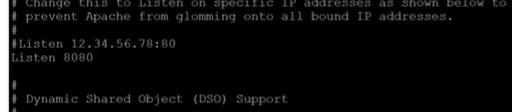 # Change this to Listen on specific IP addresses as shown below to
# prevent Apache from glomming onto all bound IP addresses.
#
#Listen 12.34.56.78:80
Listen 8080
#
# Dynamic Shared Object (DSO) Support
#